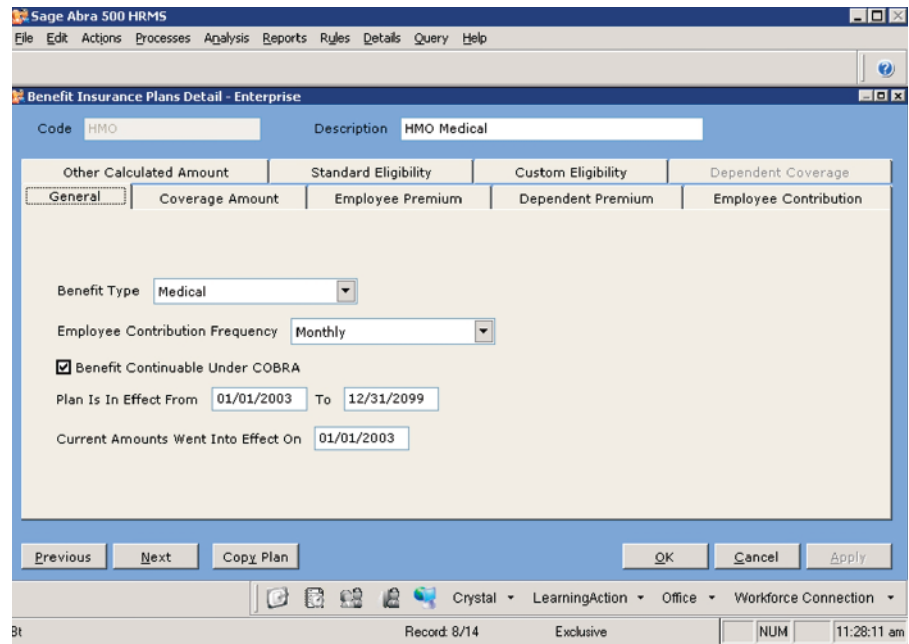 Sage Abra 500 HRMS
File Edit Actions Processes Analysis Reports Rules Details Query Help
Benefit Insurance Plans Detail - Enterprise
Code HMO Description HMO Medical
Other Calculated Amount Standard Eligibility Custom Eligibility Dependent Coverage
General Coverage Amount Employee Premium Dependent Premium Employee Contribution
Benefit Type Medical
Employee Contribution Frequency Monthly
Benefit Continuable Under COBRA
Plan Is In Effect From 01/01/2003 To 12/31/2099
Current Amounts Went Into Effect On 01/01/2003
Previous Next Copy Plan OK Cancel Apply
Crystal LearningAction Office Workforce Connection
Record: 8/14 Exclusive NUM 11:28:11 am